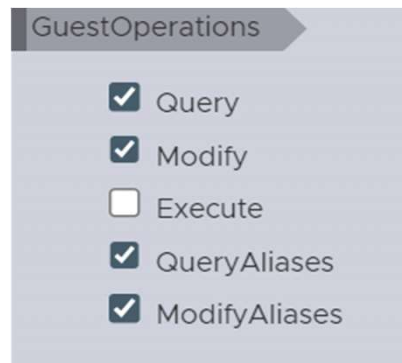 GuestOperations
Query
Modify
Execute
QueryAliases
ModifyAliases